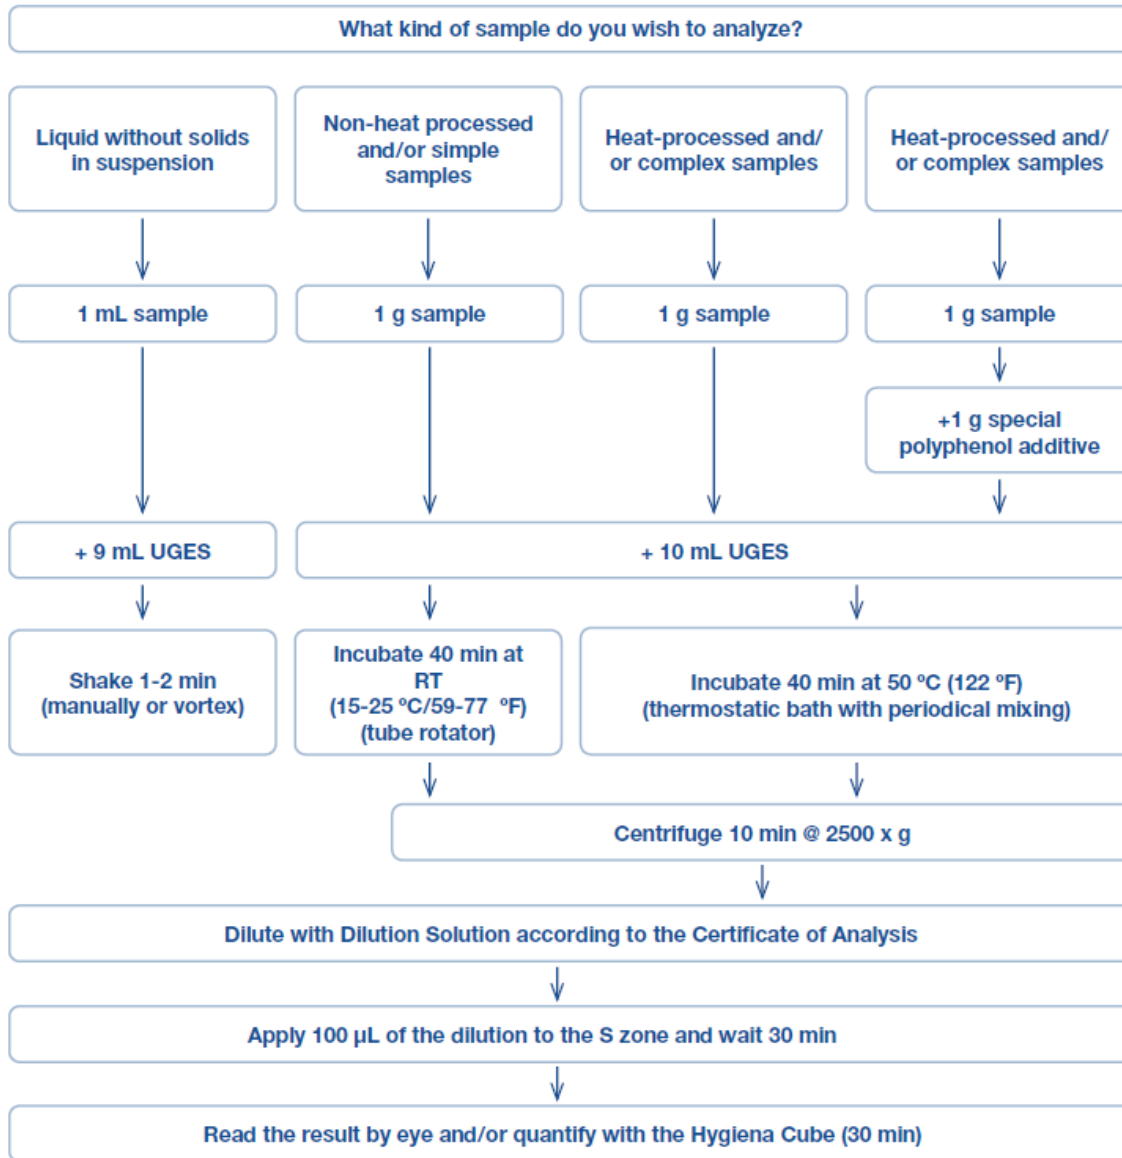 What kind of sample do you wish to analyze?
Liquid without solids
in suspension
Non-heat processed
and/or simple
samples
Heat-processed and/
or complex samples
Heat-processed and/
or complex samples
1 mL sample
1 g sample
1 g sample
1 g sample
+1 g special
polyphenol additive
+ 9 mL UGES
+ 10 mL UGES
Shake 1-2 min
(manually or vortex)
Incubate 40 min at
RT
(15-25 ºC/59-77 ºF)
(tube rotator)
Incubate 40 min at 50 ºC (122 ºF)
(thermostatic bath with periodical mixing)
Centrifuge 10 min @ 2500 x g
Dilute with Dilution Solution according to the Certificate of Analysis
Apply 100 µL of the dilution to the S zone and wait 30 min
Read the result by eye and/or quantify with the Hygiena Cube (30 min)